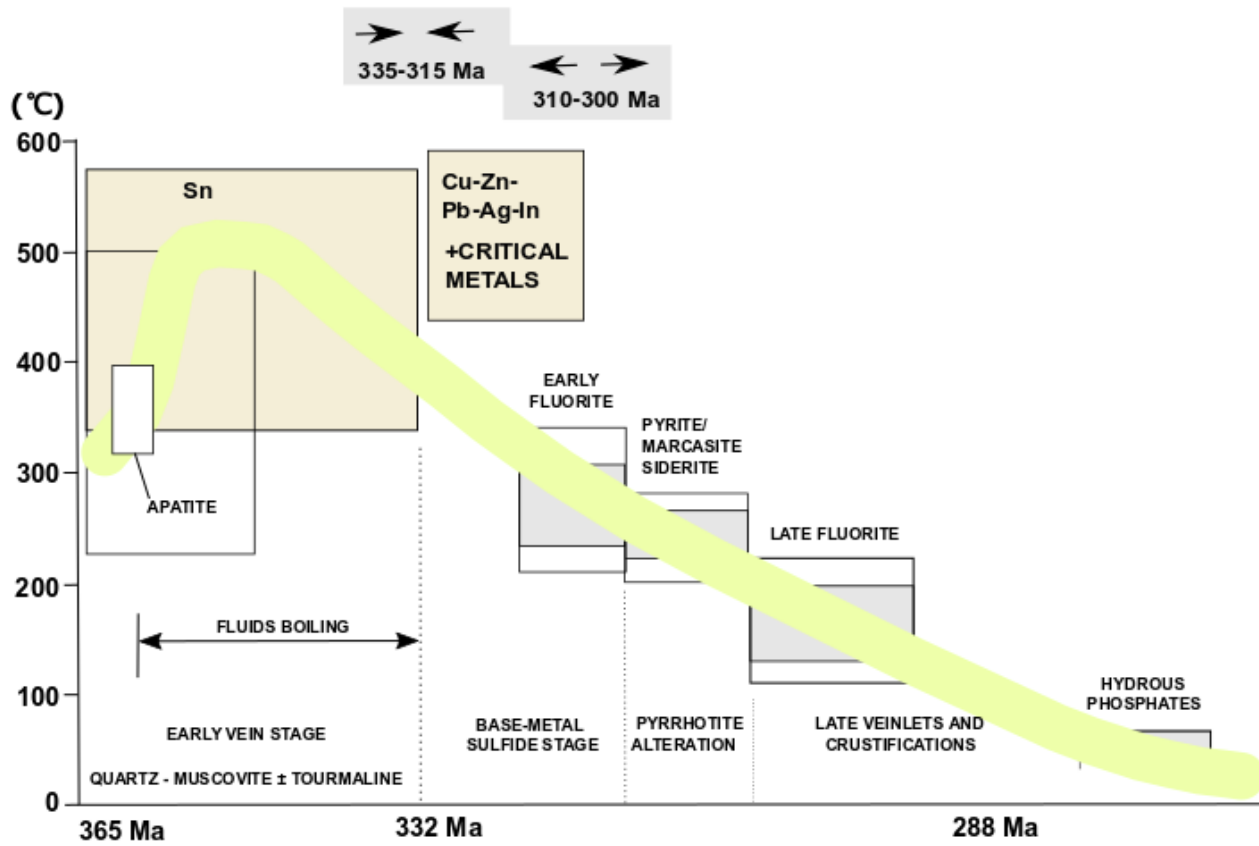 335-315 Ma
310-300 Ma
(℃)
600
500
400
300
200
100
0
Sn
Cu-Zn-
Pb-Ag-In
+CRITICAL
METALS
EARLY
FLUORITE
PYRITE/
MARCASITE
SIDERITE
APATITE
LATE FLUORITE
FLUIDS BOILING
HYDROUS
PHOSPHATES
EARLY VEIN STAGE
BASE-METAL
SULFIDE STAGE
PYRRHOTITE
ALTERATION
LATE VEINLETS AND
CRUSTIFICATIONS
QUARTZ - MUSCOVITE ± TOURMALINE
365 Ma
332 Ma
288 Ma